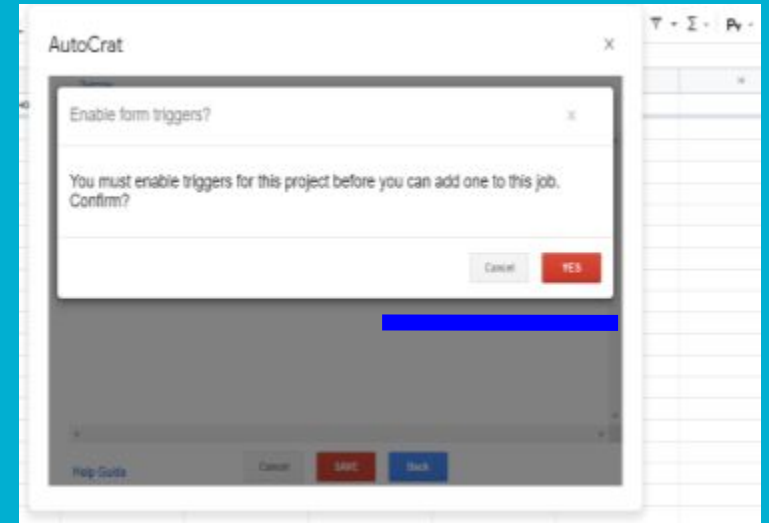 AutoCrat
X
Enable form triggers?
X
You must enable triggers for this project before you can add one to this job.
Confirm?
Cancel YES
Help Guide Cancel SAVE Back